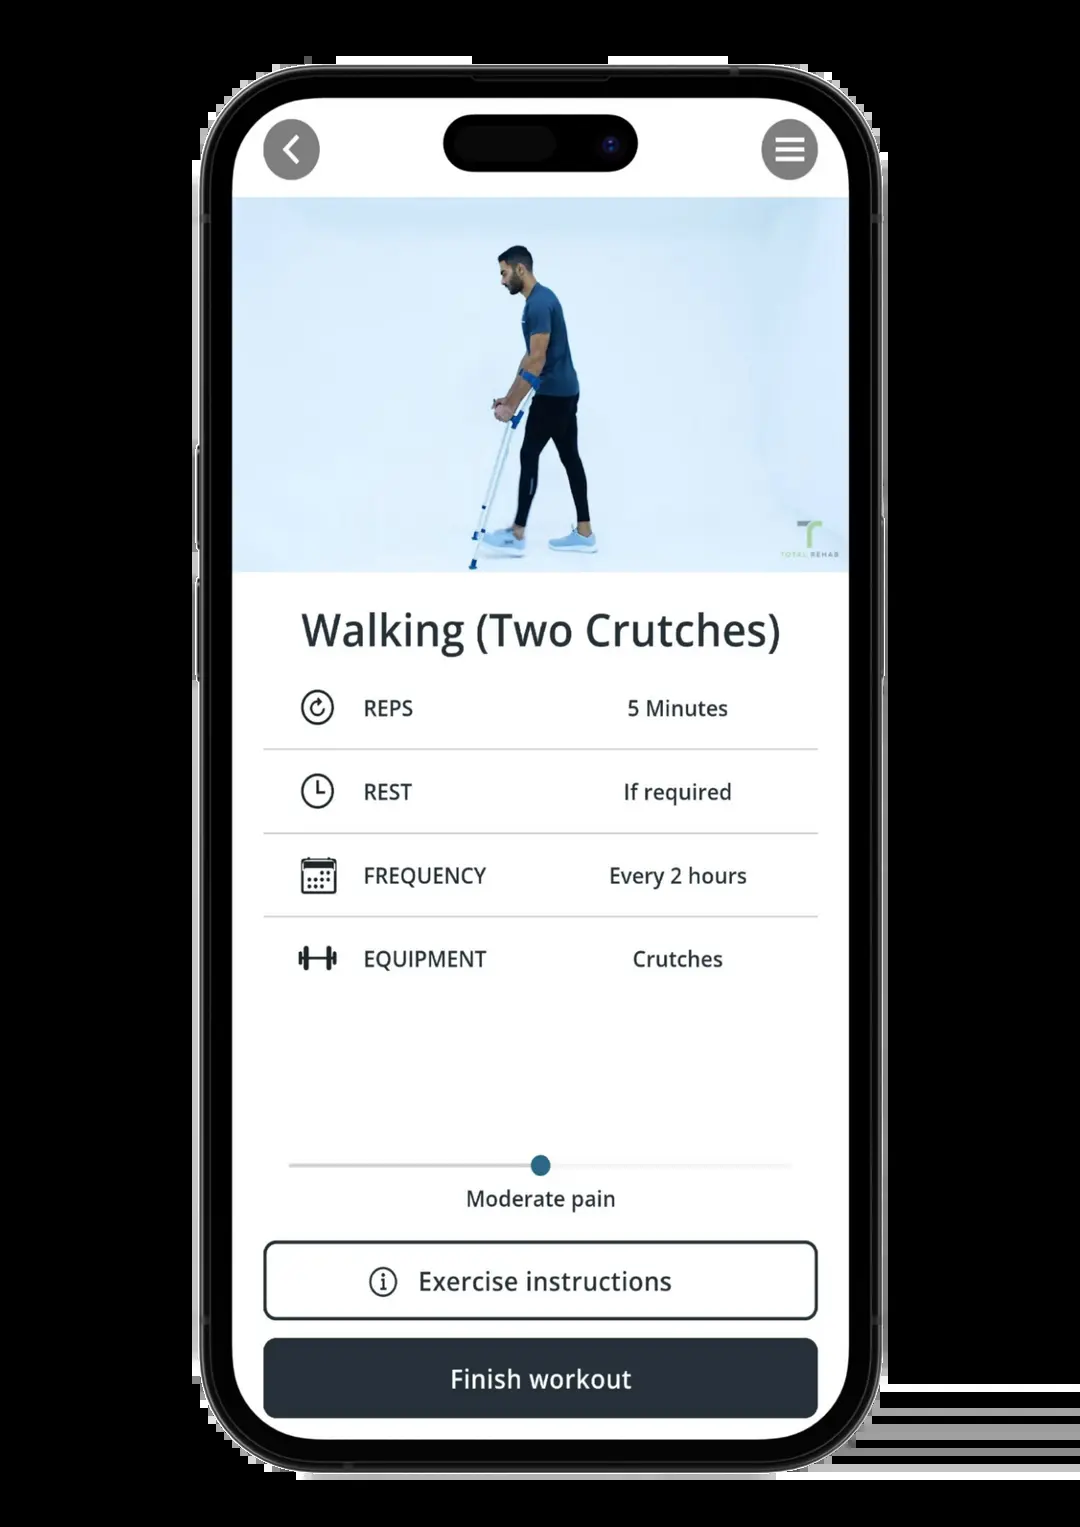 TOTAL REHAB
Walking (Two Crutches)
REPS 5 Minutes
REST If required
FREQUENCY Every 2 hours
EQUIPMENT Crutches
Moderate pain
Exercise instructions
Finish workout